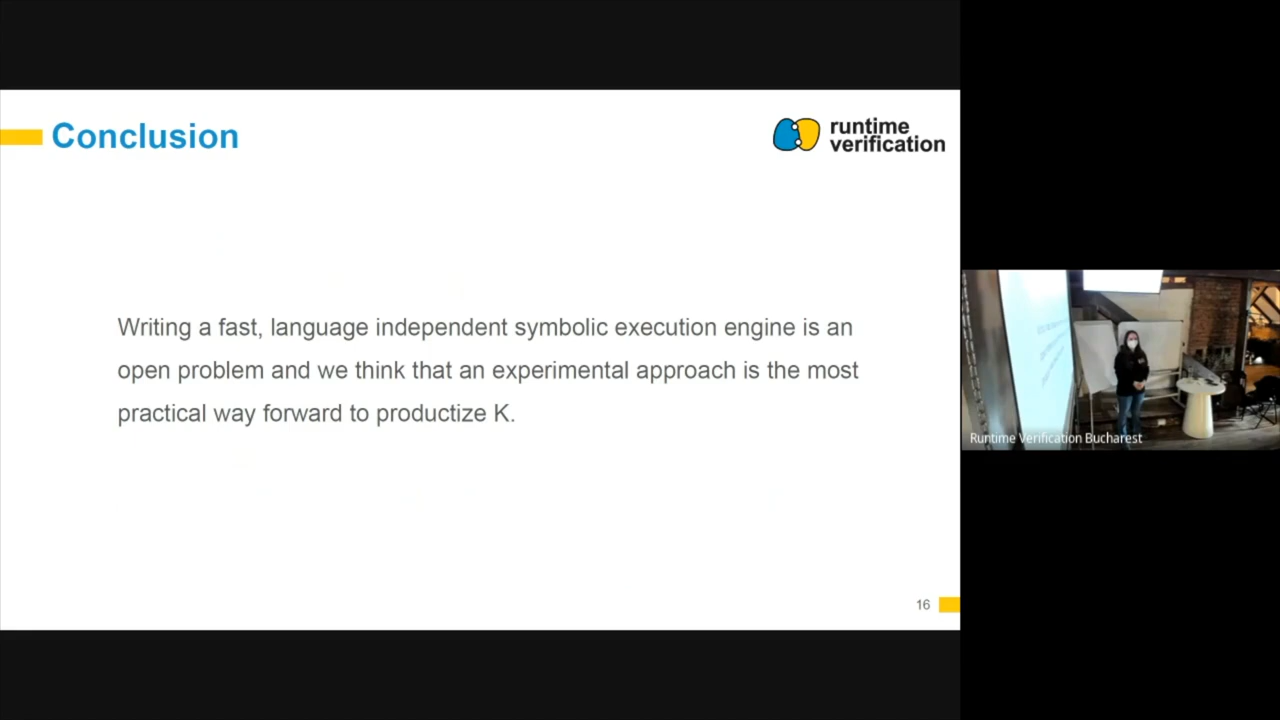 Conclusion
runtime
verification
Writing a fast, language independent symbolic execution engine is an
open problem and we think that an experimental approach is the most
practical way forward to productize K.
16
Runtime Verification Bucharest